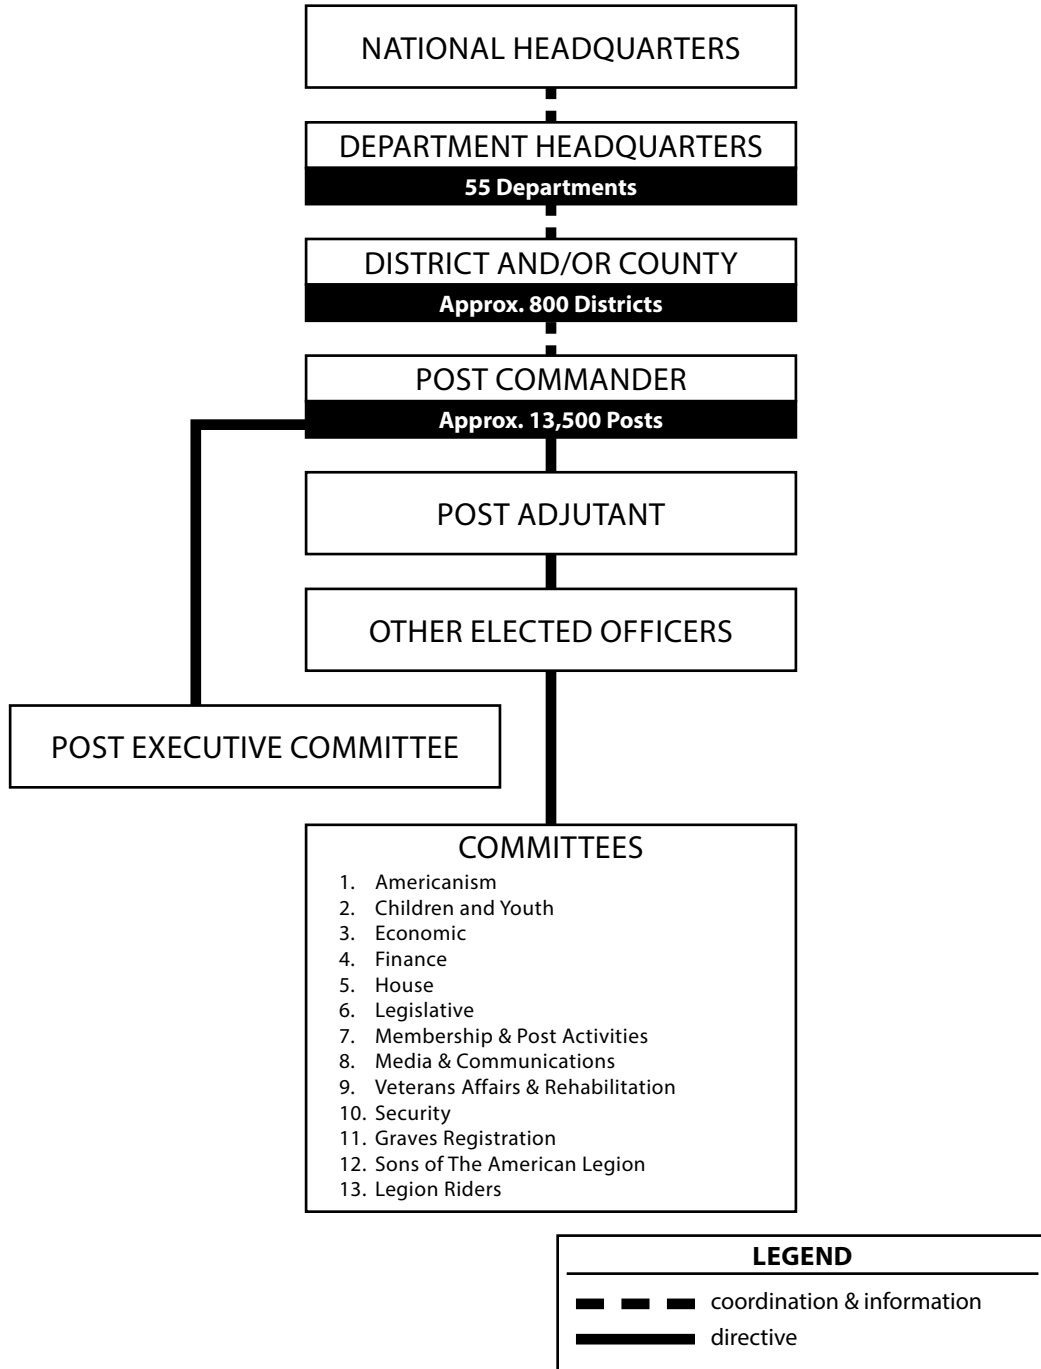 NATIONAL HEADQUARTERS
DEPARTMENT HEADQUARTERS
55 Departments
DISTRICT AND/OR COUNTY
Approx. 800 Districts
POST COMMANDER
Approx. 13,500 Posts
POST ADJUTANT
OTHER ELECTED OFFICERS
POST EXECUTIVE COMMITTEE
COMMITTEES
1. Americanism
2. Children and Youth
3. Economic
4. Finance
5. House
6. Legislative
7. Membership & Post Activities
8. Media & Communications
9. Veterans Affairs & Rehabilitation
10. Security
11. Graves Registration
12. Sons of The American Legion
13. Legion Riders
LEGEND
coordination & information
directive